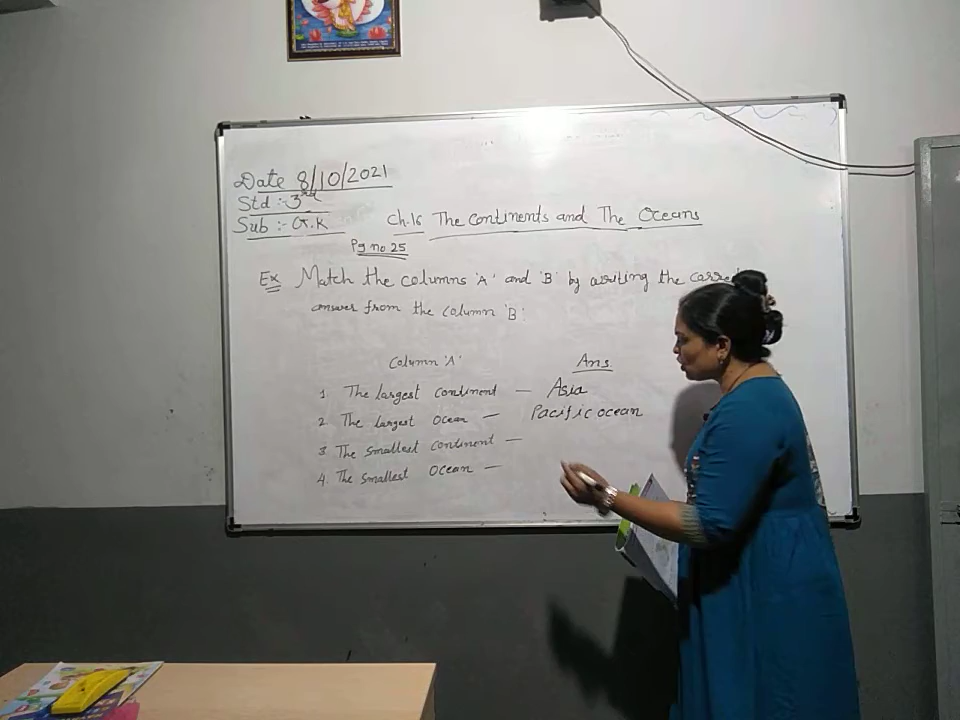 Date 8/10/2021
Std :- 3rd
Sub :- G.K
Ch.16 The Continents and The Oceans
Pg no. 25
Ex Match the columns 'A' and 'B' by writing the correct
answer from the column 'B'.
Column 'A' Ans
1. The largest continent — Asia
2. The largest Ocean — Pacific ocean
3. The smallest continent —
4. The smallest Ocean —